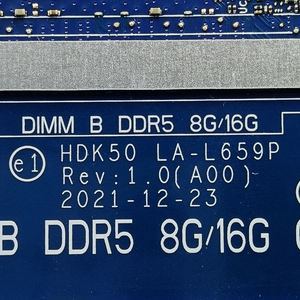 DIMM B DDR5 8G/16G
e1
HDK50 LA-L659P
Rev:1.0(A00)
2021-12-23
B DDR5 8G/16G